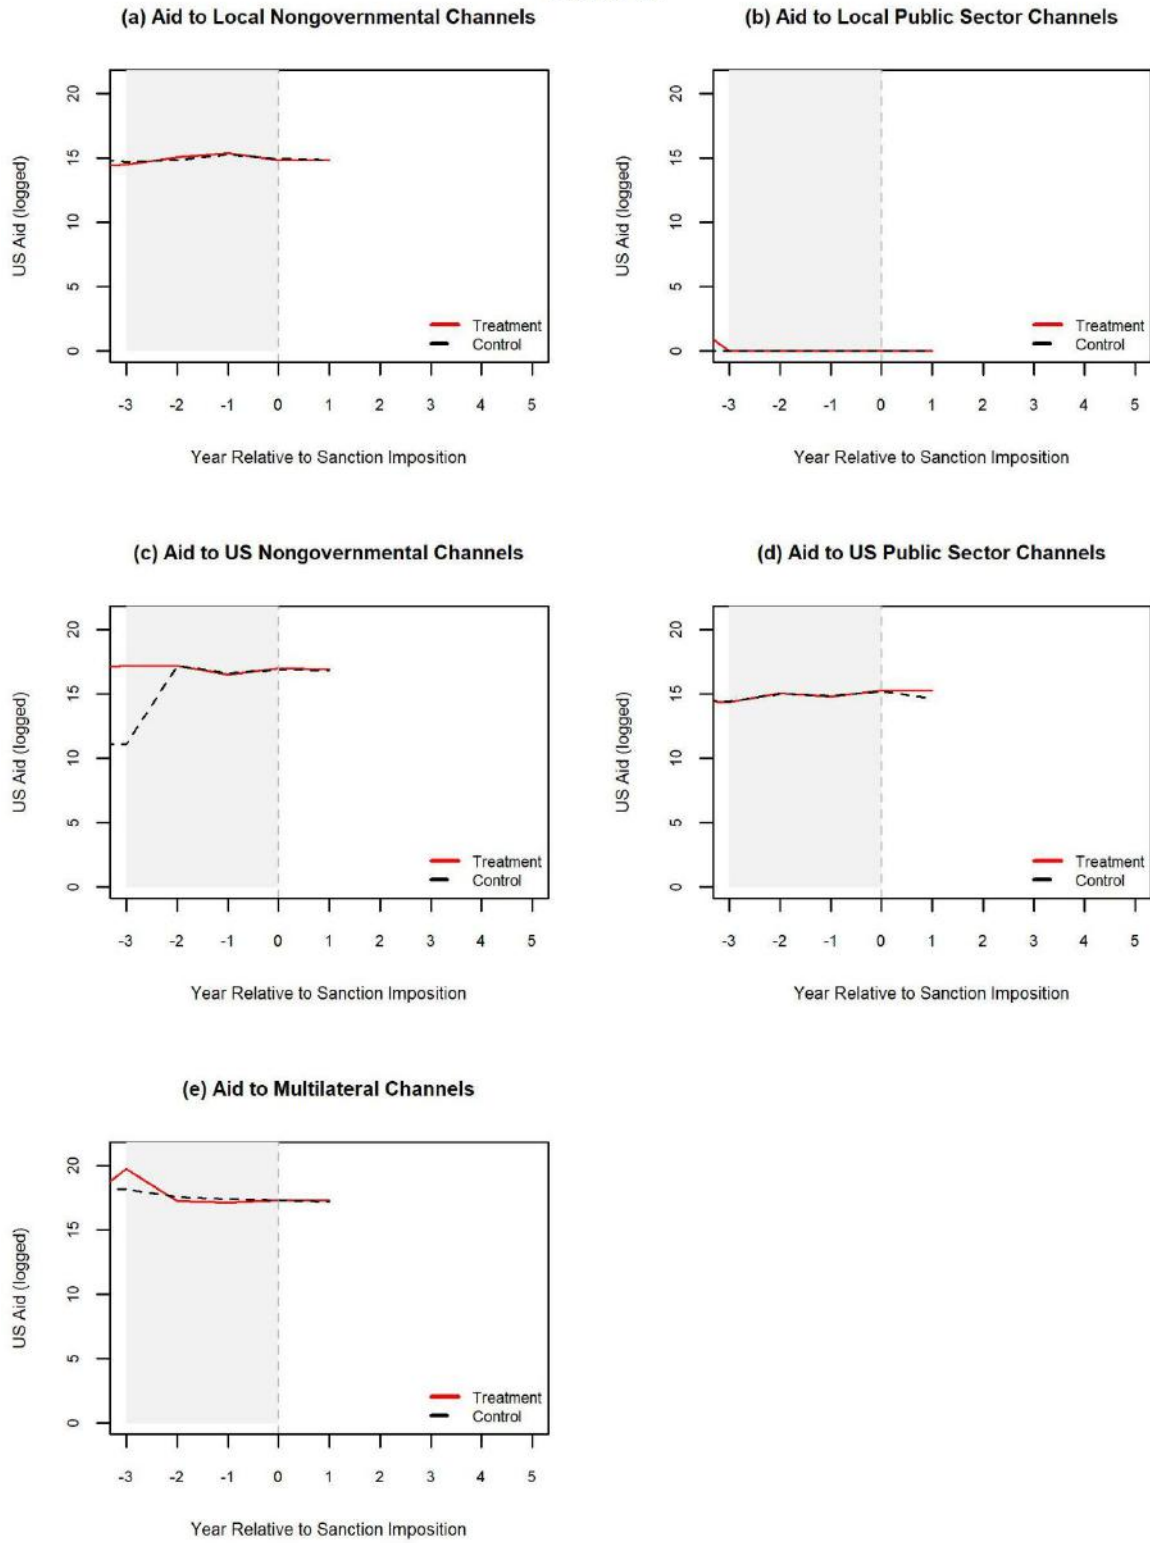 (a) Aid to Local Nongovernmental Channels
US Aid (logged)
20
15
10
5
0
Treatment
Control
-3 -2 -1 0 1 2 3 4 5
Year Relative to Sanction Imposition
(b) Aid to Local Public Sector Channels
US Aid (logged)
20
15
10
5
0
Treatment
Control
-3 -2 -1 0 1 2 3 4 5
Year Relative to Sanction Imposition
(c) Aid to US Nongovernmental Channels
US Aid (logged)
20
15
10
5
0
Treatment
Control
-3 -2 -1 0 1 2 3 4 5
Year Relative to Sanction Imposition
(d) Aid to US Public Sector Channels
US Aid (logged)
20
15
10
5
0
Treatment
Control
-3 -2 -1 0 1 2 3 4 5
Year Relative to Sanction Imposition
(e) Aid to Multilateral Channels
US Aid (logged)
20
15
10
5
0
Treatment
Control
-3 -2 -1 0 1 2 3 4 5
Year Relative to Sanction Imposition